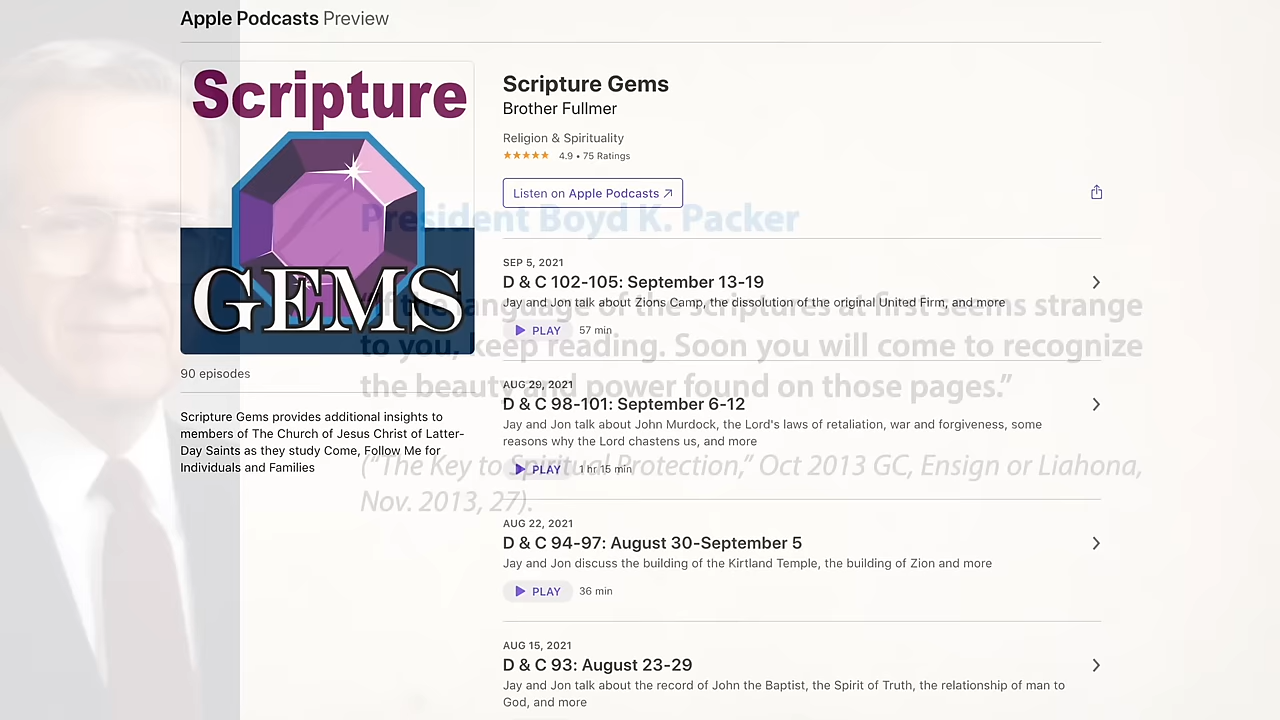 Apple Podcasts Preview
Scripture
GEMS
90 episodes
Scripture Gems provides additional insights to
members of The Church of Jesus Christ of Latter-
Day Saints as they study Come, Follow Me for
Individuals and Families
Scripture Gems
Brother Fullmer
Religion & Spirituality
★★★★★ 4.9 • 75 Ratings
Listen on Apple Podcasts ↗
SEP 5, 2021
D & C 102-105: September 13-19
Jay and Jon talk about Zions Camp, the dissolution of the original United Firm, and more
PLAY 57 min
AUG 29, 2021
D & C 98-101: September 6-12
Jay and Jon talk about John Murdock, the Lord's laws of retaliation, war and forgiveness, some
reasons why the Lord chastens us, and more
PLAY 1 hr 15 min
AUG 22, 2021
D & C 94-97: August 30-September 5
Jay and Jon discuss the building of the Kirtland Temple, the building of Zion and more
PLAY 36 min
AUG 15, 2021
D & C 93: August 23-29
Jay and Jon talk about the record of John the Baptist, the Spirit of Truth, the relationship of man to
God, and more
President Boyd K. Packer
“If the language of the scriptures at first seems strange
to you, keep reading. Soon you will come to recognize
the beauty and power found on those pages.”
(“The Key to Spiritual Protection,” Oct 2013 GC, Ensign or Liahona,
Nov. 2013, 27).